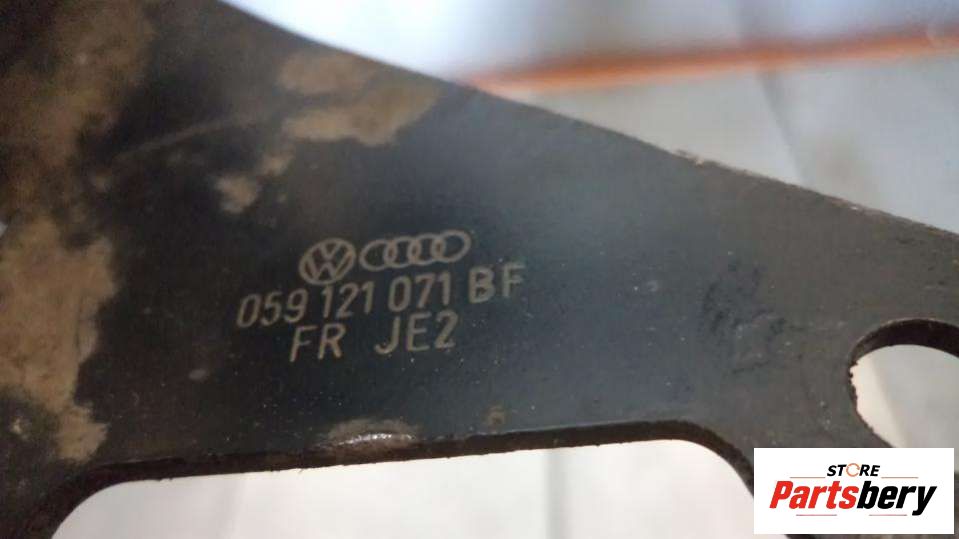 059 121 071 BF
FR JE2
STORE
Partsbery